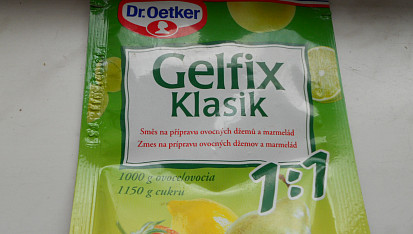 Dr.Oetker
Gelfix
Klasik
Směs na přípravu ovocných džemů a marmelád
Zmes na prípravu ovocných džemov a marmelád
1000 g ovoce/ovocia
1150 g cukru
1:1